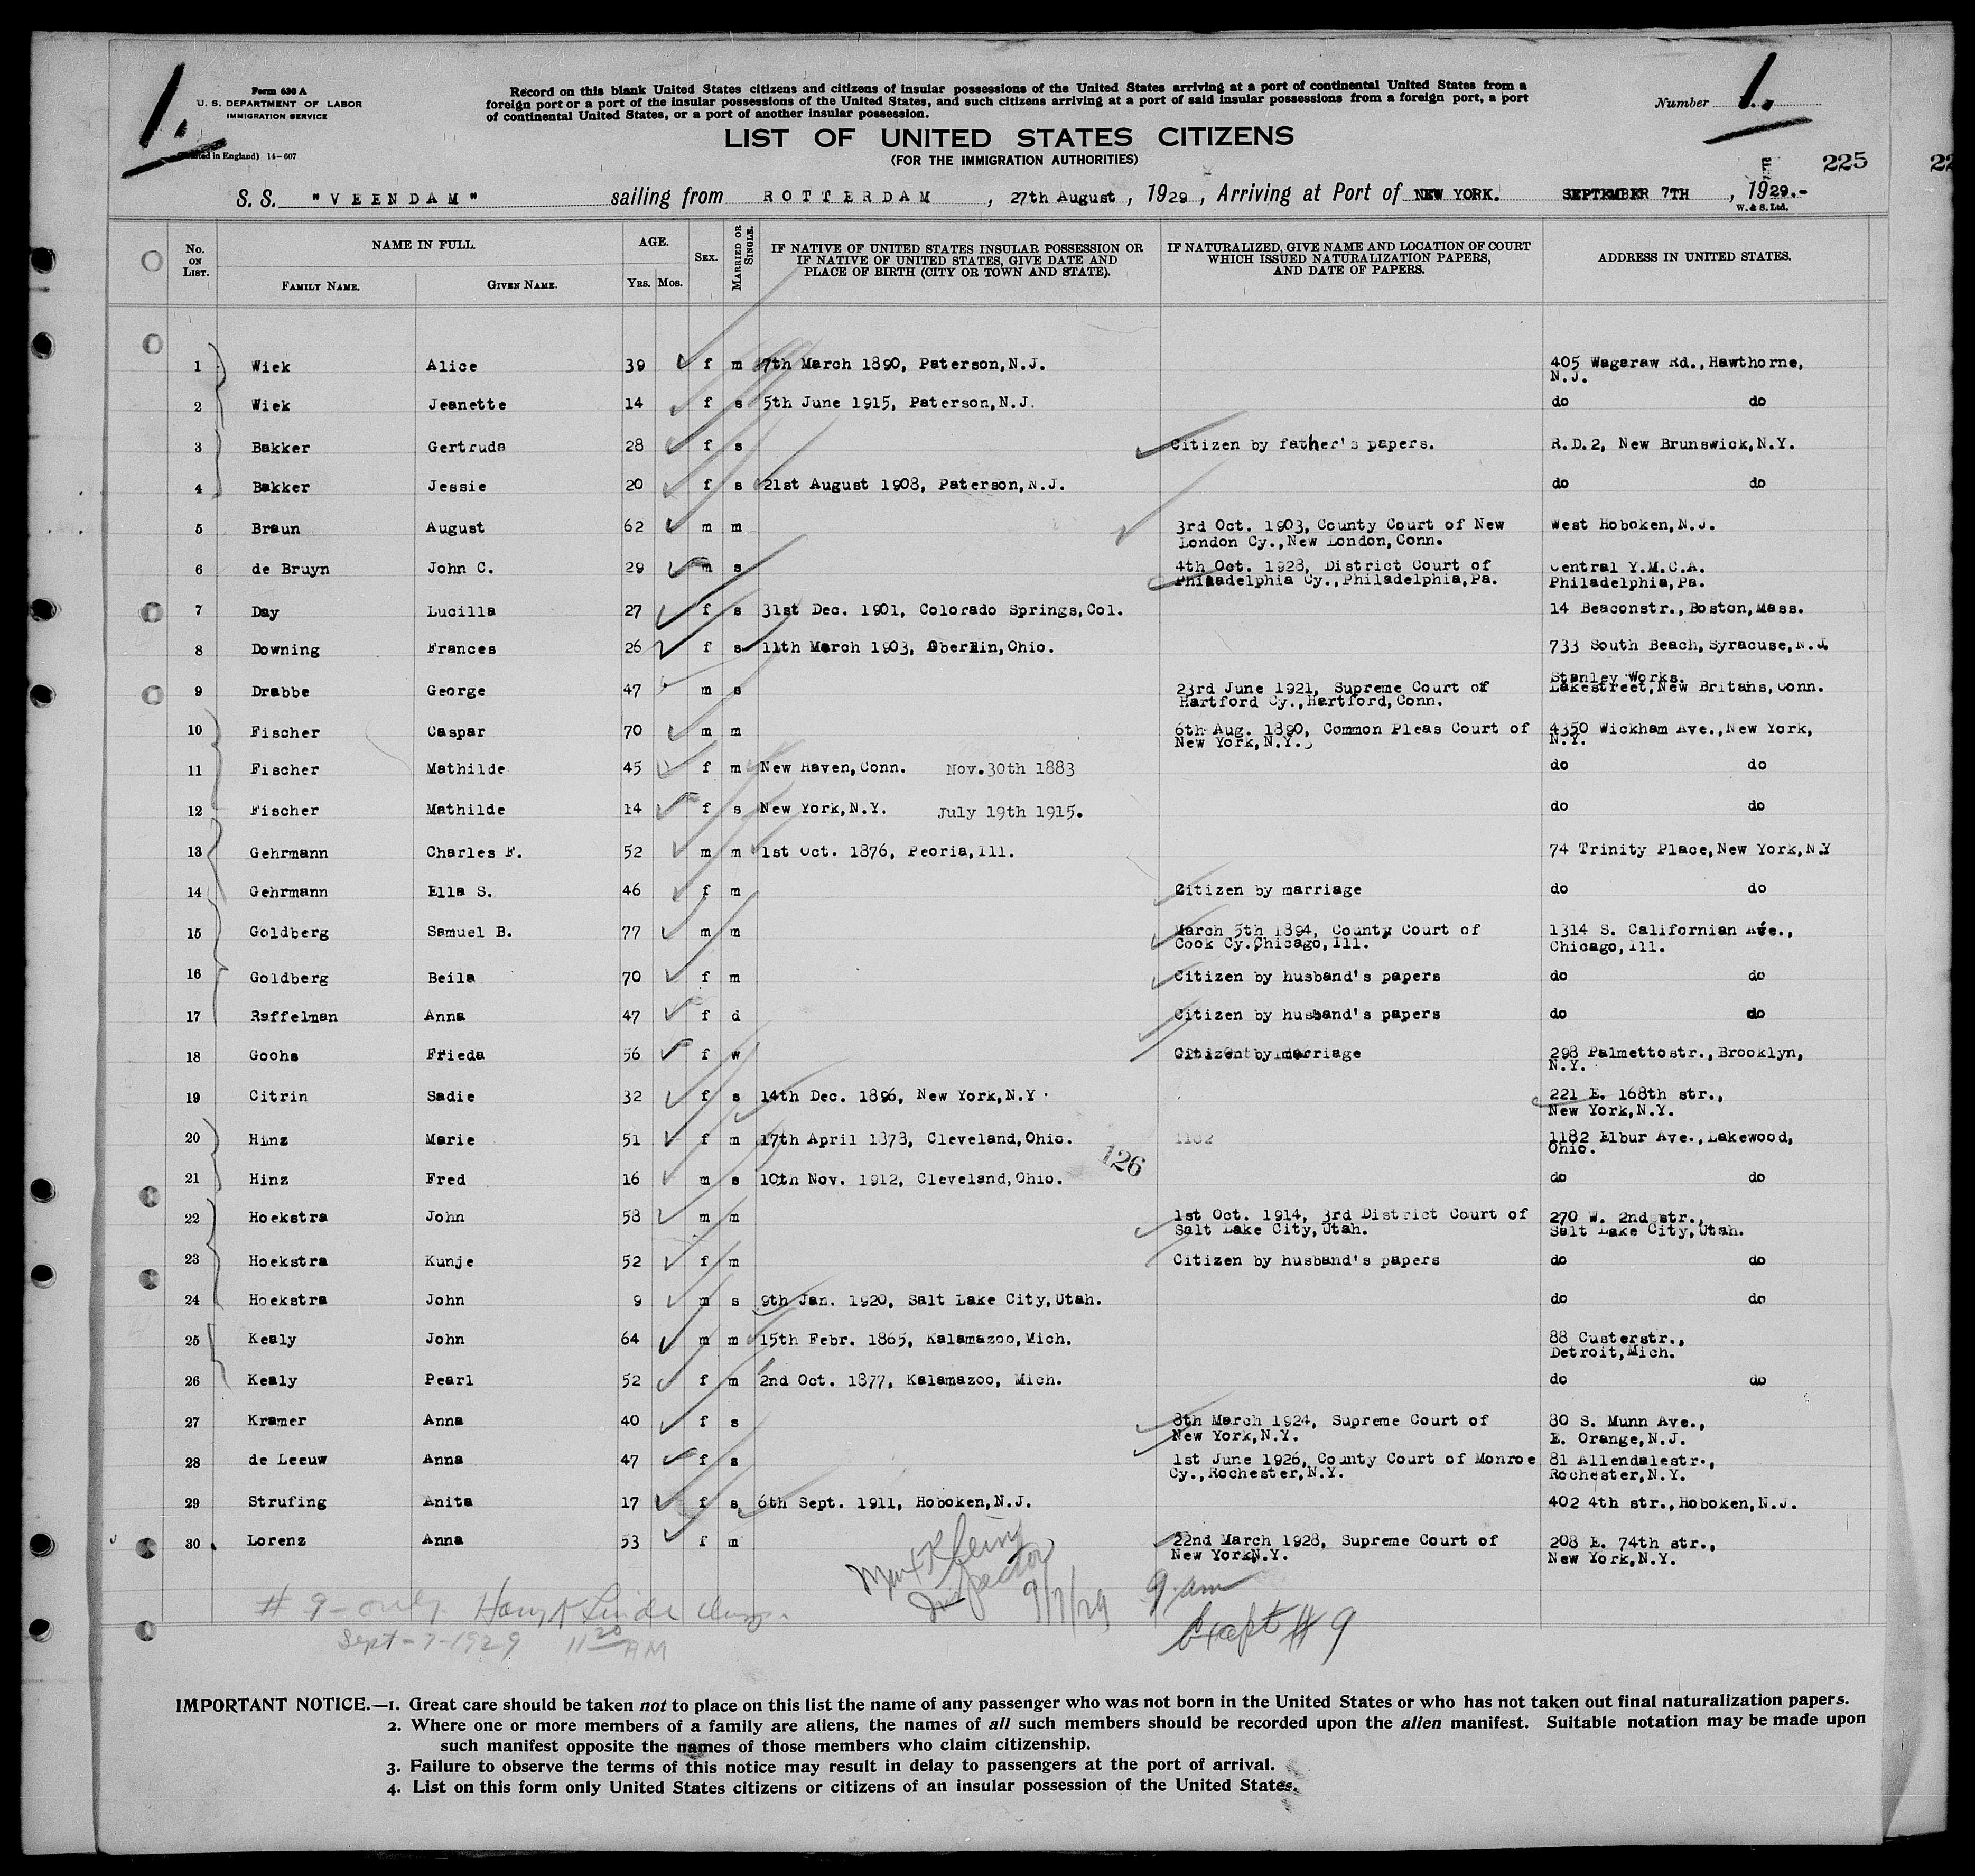 1.
Form 630 A
U. S. DEPARTMENT OF LABOR
IMMIGRATION SERVICE
in England) 14-607
Record on this blank United States citizens and citizens of insular possessions of the United States arriving at a port of continental United States from a
foreign port or a port of the insular possessions of the United States, and such citizens arriving at a port of said insular possessions from a foreign port, a port
of continental United States, or a port of another insular possession.
Number 1.
LIST OF UNITED STATES CITIZENS
(FOR THE IMMIGRATION AUTHORITIES)
E 225 22
S. S. "VEENDAM" sailing from ROTTERDAM, 27th August, 1929, Arriving at Port of NEW YORK. SEPTEMBER 7TH, 1929.-
W. & S. Ltd.
No. ON LIST. NAME IN FULL. FAMILY NAME. GIVEN NAME. AGE. YRS. MOS. SEX. MARRIED OR SINGLE. IF NATIVE OF UNITED STATES INSULAR POSSESSION OR IF NATIVE OF UNITED STATES, GIVE DATE AND PLACE OF BIRTH (CITY OR TOWN AND STATE). IF NATURALIZED, GIVE NAME AND LOCATION OF COURT WHICH ISSUED NATURALIZATION PAPERS, AND DATE OF PAPERS. ADDRESS IN UNITED STATES.
1 Wiek Alice 39 f m 7th March 1890, Paterson,N.J. 405 Wagaraw Rd.,Hawthorne,
N.J.
2 Wiek Jeanette 14 f s 5th June 1915, Paterson,N.J. do do
3 Bakker Gertruda 28 f s Citizen by father's papers. R.D.2, New Brunswick,N.Y.
4 Bakker Jessie 20 f s 21st August 1908, Paterson,N.J. do do
5 Braun August 62 m m 3rd Oct. 1903, County Court of New West Hoboken,N.J.
London Cy.,New London,Conn.
6 de Bruyn John C. 29 m s 4th Oct. 1928, District Court of Central Y.M.C.A.
Philadelphia Cy.,Philadelphia,Pa. Philadelphia,Pa.
7 Day Lucilla 27 f s 31st Dec. 1901, Colorado Springs,Col. 14 Beaconstr.,Boston,Mass.
8 Downing Frances 26 f s 11th March 1903, Oberlin,Ohio. 733 South Beach,Syracuse,N.J.
9 Drabbe George 47 m s 23rd June 1921, Supreme Court of Stanley Works.
Hartford Cy.,Hartford,Conn. Lakestreet,New Britans,Conn.
10 Fischer Caspar 70 m m 6th Aug. 1890, Common Pleas Court of 4350 Wickham Ave.,New York,
New York,N.Y. N.Y.
11 Fischer Mathilde 45 f m New Haven,Conn. Nov.30th 1883 do do
12 Fischer Mathilde 14 f s New York,N.Y. July 19th 1915. do do
13 Gehrmann Charles F. 52 m m 1st Oct. 1876, Peoria,Ill. 74 Trinity Place,New York,N.Y
14 Gehrmann Ella S. 46 f m Citizen by marriage do do
15 Goldberg Samuel B. 77 m m March 5th 1894, County Court of 1314 S. Californian Ave.,
Cook Cy.Chicago,Ill. Chicago,Ill.
16 Goldberg Beila 70 f m Citizen by husband's papers do do
17 Raffelman Anna 47 f d Citizen by husband's papers do do
18 Goohs Frieda 56 f w Citizen by marriage 298 Palmettostr.,Brooklyn,
N.Y.
19 Citrin Sadie 32 f s 14th Dec. 1896, New York,N.Y. 221 E. 168th str.,
New York,N.Y.
20 Hinz Marie 51 f m 17th April 1878, Cleveland,Ohio. 1182 1182 Elbur Ave.,Lakewood,
Ohio.
126
21 Hinz Fred 16 m s 10th Nov. 1912, Cleveland,Ohio. do do
22 Hoekstra John 58 m m 1st Oct. 1914, 3rd District Court of 270 W. 2nd str.,
Salt Lake City,Utah. Salt Lake City,Utah.
23 Hoekstra Kunje 52 f m Citizen by husband's papers do do
24 Hoekstra John 9 m s 9th Jan. 1920, Salt Lake City,Utah. do do
25 Kealy John 64 m m 15th Febr. 1865, Kalamazoo,Mich. 88 Custerstr.,
Detroit,Mich.
26 Kealy Pearl 52 f m 2nd Oct. 1877, Kalamazoo, Mich. do do
27 Kramer Anna 40 f s 8th March 1924, Supreme Court of 80 S. Munn Ave.,
New York,N.Y. E. Orange,N.J.
28 de Leeuw Anna 47 f s 1st June 1926, County Court of Monroe 81 Allendalestr.,
Cy.,Rochester,N.Y. Rochester,N.Y.
29 Strufing Anita 17 f s 6th Sept. 1911, Hoboken,N.J. 402 4th str.,Hoboken,N.J.
30 Lorenz Anna 53 f m 22nd March 1928, Supreme Court of 208 E. 74th str.,
New York,N.Y. New York,N.Y.
Inspector 9/7/29 9 am
# 9 - only. Insp.
Except # 9
Sept-7-1929 11 20 AM
IMPORTANT NOTICE.—1. Great care should be taken not to place on this list the name of any passenger who was not born in the United States or who has not taken out final naturalization papers.
2. Where one or more members of a family are aliens, the names of all such members should be recorded upon the alien manifest. Suitable notation may be made upon
such manifest opposite the names of those members who claim citizenship.
3. Failure to observe the terms of this notice may result in delay to passengers at the port of arrival.
4. List on this form only United States citizens or citizens of an insular possession of the United States.